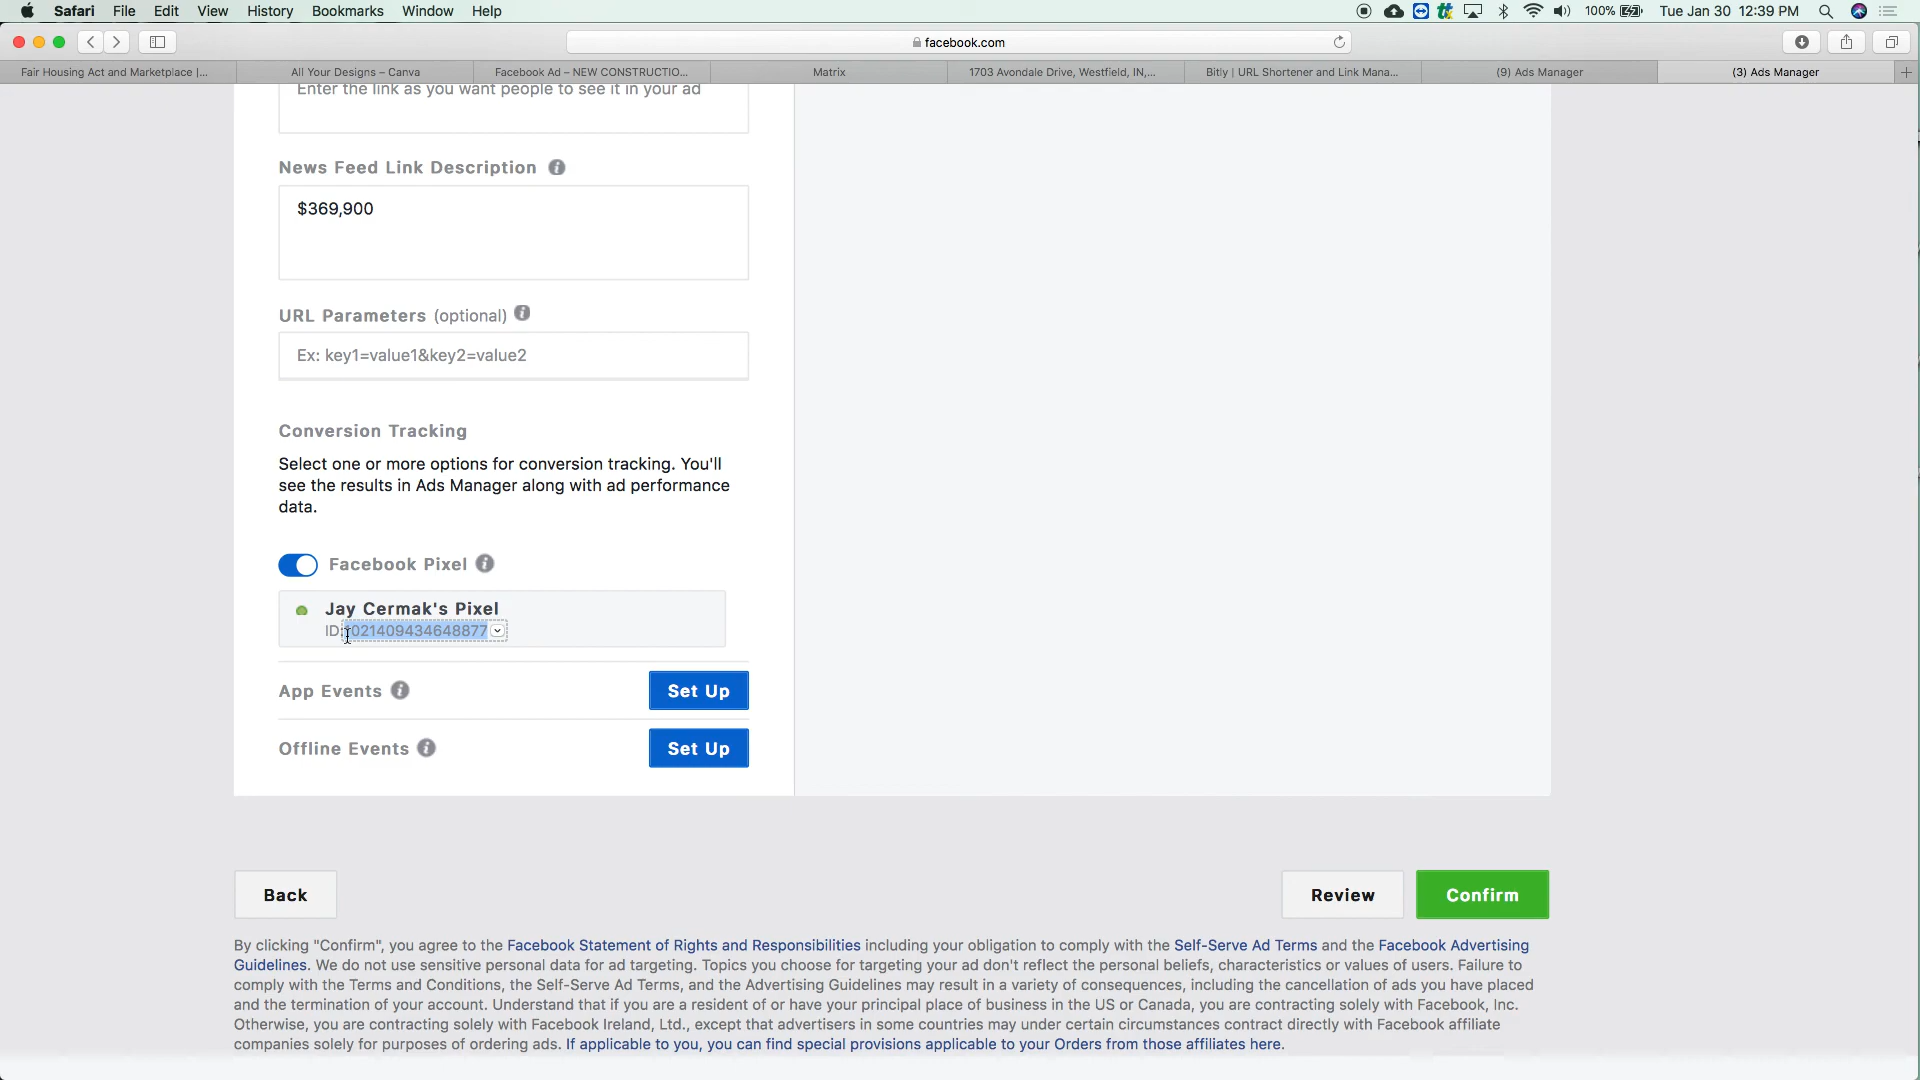 Safari File Edit View History Bookmarks Window Help 100% Tue Jan 30 12:39 PM
facebook.com
Fair Housing Act and Marketplace |... All Your Designs – Canva Facebook Ad – NEW CONSTRUCTIO... Matrix 1703 Avondale Drive, Westfield, IN,... Bitly | URL Shortener and Link Mana... (9) Ads Manager (3) Ads Manager
Enter the link as you want people to see it in your ad
News Feed Link Description
$369,900
URL Parameters (optional)
Ex: key1=value1&key2=value2
Conversion Tracking
Select one or more options for conversion tracking. You'll
see the results in Ads Manager along with ad performance
data.
Facebook Pixel
Jay Cermak's Pixel
ID:
App Events Set Up
Offline Events Set Up
Back Review Confirm
By clicking "Confirm", you agree to the Facebook Statement of Rights and Responsibilities including your obligation to comply with the Self-Serve Ad Terms and the Facebook Advertising
Guidelines. We do not use sensitive personal data for ad targeting. Topics you choose for targeting your ad don't reflect the personal beliefs, characteristics or values of users. Failure to
comply with the Terms and Conditions, the Self-Serve Ad Terms, and the Advertising Guidelines may result in a variety of consequences, including the cancellation of ads you have placed
and the termination of your account. Understand that if you are a resident of or have your principal place of business in the US or Canada, you are contracting solely with Facebook, Inc.
Otherwise, you are contracting solely with Facebook Ireland, Ltd., except that advertisers in some countries may under certain circumstances contract directly with Facebook affiliate
companies solely for purposes of ordering ads. If applicable to you, you can find special provisions applicable to your Orders from those affiliates here.